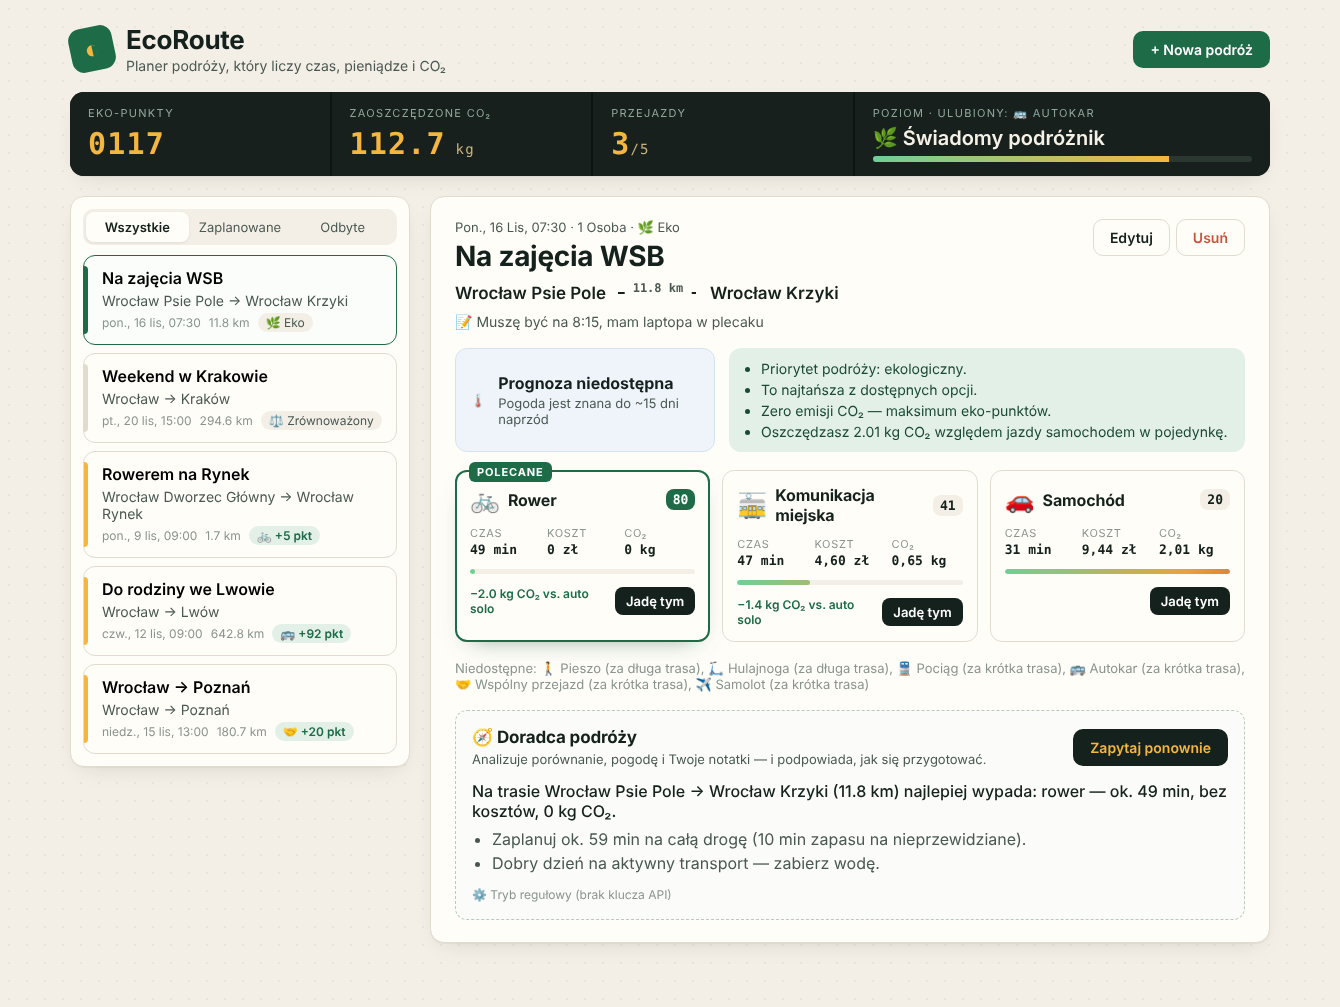 EcoRoute
Planer podróży, który liczy czas, pieniądze i CO₂
+ Nowa podróż
EKO-PUNKTY
0117
ZAOSZCZĘDZONE CO₂
112.7 kg
PRZEJAZDY
3/5
POZIOM · ULUBIONY: 🚌 AUTOKAR
🌿 Świadomy podróżnik
Wszystkie Zaplanowane Odbyte
Na zajęcia WSB
Wrocław Psie Pole → Wrocław Krzyki
pon., 16 lis, 07:30 11.8 km 🌿 Eko
Weekend w Krakowie
Wrocław → Kraków
pt., 20 lis, 15:00 294.6 km ⚖️ Zrównoważony
Rowerem na Rynek
Wrocław Dworzec Główny → Wrocław
Rynek
pon., 9 lis, 09:00 1.7 km 🚲 +5 pkt
Do rodziny we Lwowie
Wrocław → Lwów
czw., 12 lis, 09:00 642.8 km 🚌 +92 pkt
Wrocław → Poznań
Wrocław → Poznań
niedz., 15 lis, 13:00 180.7 km 🤝 +20 pkt
Pon., 16 Lis, 07:30 · 1 Osoba · 🌿 Eko
Na zajęcia WSB
Edytuj Usuń
Wrocław Psie Pole – 11.8 km - Wrocław Krzyki
📝 Muszę być na 8:15, mam laptopa w plecaku
🌡️ Prognoza niedostępna
Pogoda jest znana do ~15 dni
naprzód
• Priorytet podróży: ekologiczny.
• To najtańsza z dostępnych opcji.
• Zero emisji CO₂ — maksimum eko-punktów.
• Oszczędzasz 2.01 kg CO₂ względem jazdy samochodem w pojedynkę.
POLECANE
🚲 Rower 80
CZAS KOSZT CO₂
49 min 0 zł 0 kg
−2.0 kg CO₂ vs. auto
solo
Jadę tym
🚋 Komunikacja
miejska
41
CZAS KOSZT CO₂
47 min 4,60 zł 0,65 kg
−1.4 kg CO₂ vs. auto
solo
Jadę tym
🚗 Samochód 20
CZAS KOSZT CO₂
31 min 9,44 zł 2,01 kg
Jadę tym
Niedostępne: 🚶 Pieszo (za długa trasa), 🛴 Hulajnoga (za długa trasa), 🚆 Pociąg (za krótka trasa), 🚌 Autokar (za krótka trasa),
🤝 Wspólny przejazd (za krótka trasa), ✈️ Samolot (za krótka trasa)
🧭 Doradca podróży
Analizuje porównanie, pogodę i Twoje notatki — i podpowiada, jak się przygotować.
Zapytaj ponownie
Na trasie Wrocław Psie Pole → Wrocław Krzyki (11.8 km) najlepiej wypada: rower — ok. 49 min, bez
kosztów, 0 kg CO₂.
• Zaplanuj ok. 59 min na całą drogę (10 min zapasu na nieprzewidziane).
• Dobry dzień na aktywny transport — zabierz wodę.
⚙️ Tryb regułowy (brak klucza API)